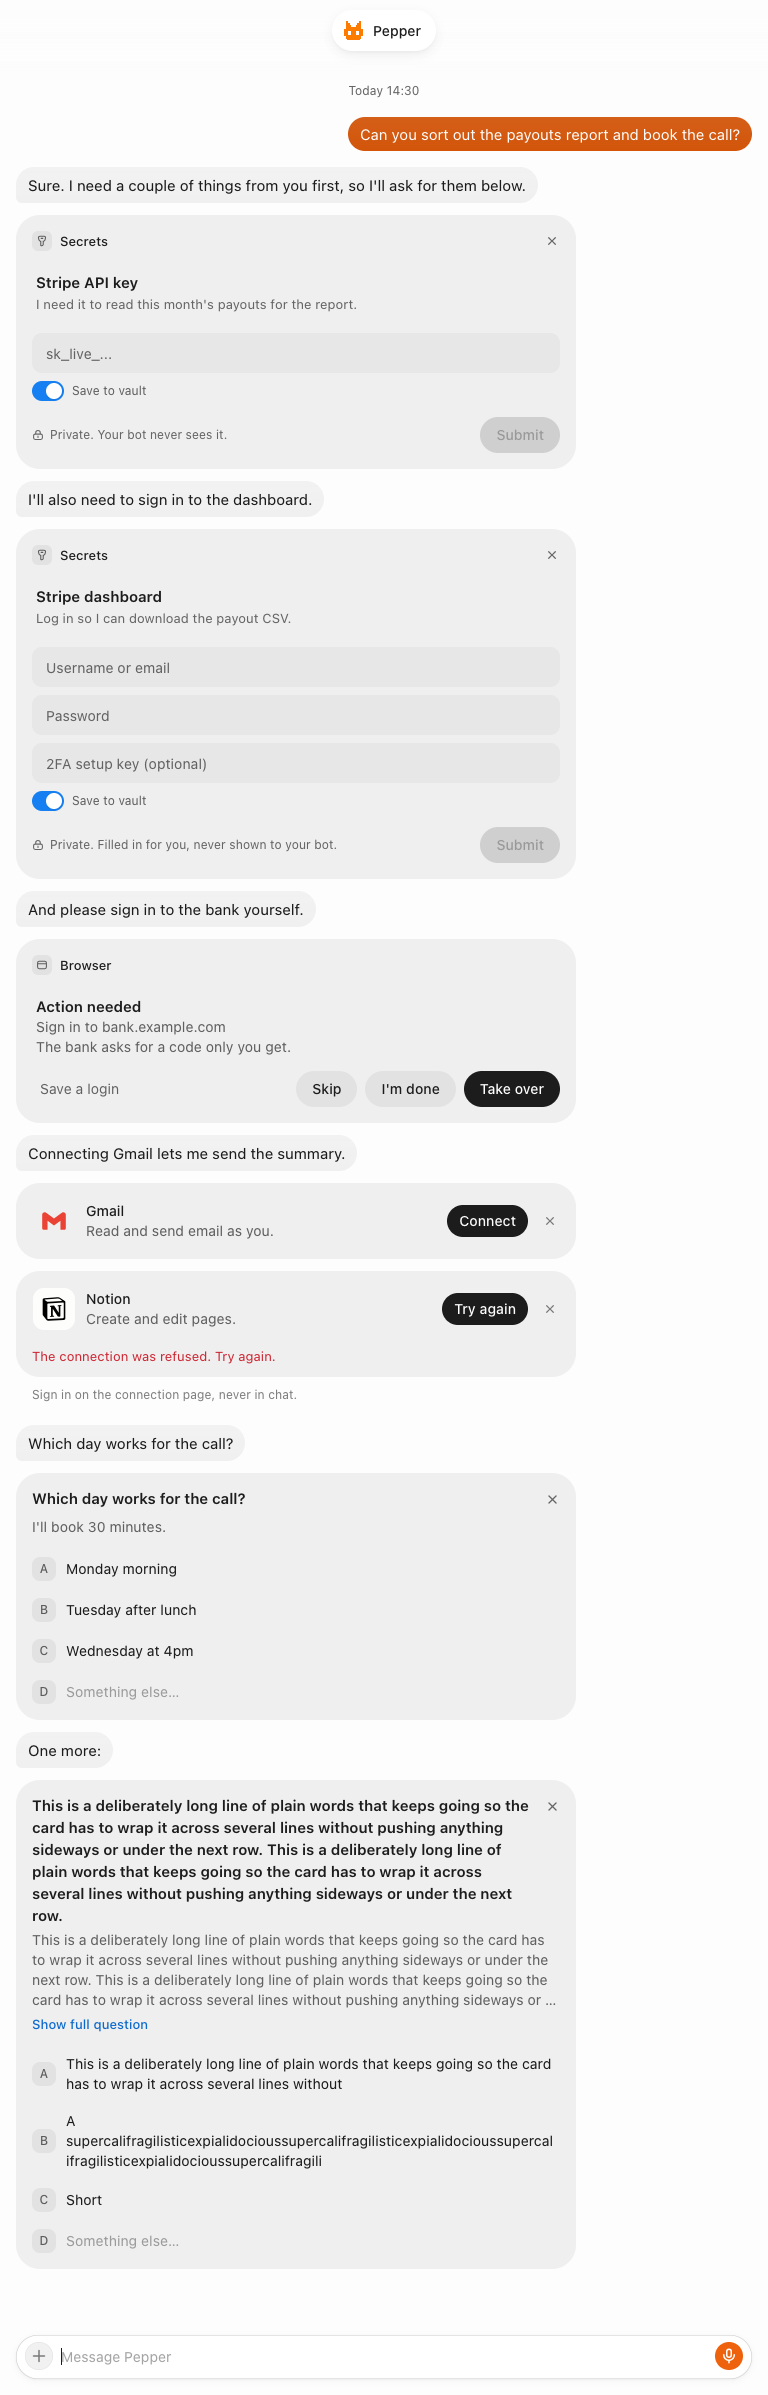 Pepper
Today 14:30
Can you sort out the payouts report and book the call?
Sure. I need a couple of things from you first, so I'll ask for them below.
Secrets
Stripe API key
I need it to read this month's payouts for the report.
sk_live_...
Save to vault
Private. Your bot never sees it.
Submit
I'll also need to sign in to the dashboard.
Secrets
Stripe dashboard
Log in so I can download the payout CSV.
Username or email
Password
2FA setup key (optional)
Save to vault
Private. Filled in for you, never shown to your bot.
Submit
And please sign in to the bank yourself.
Browser
Action needed
Sign in to bank.example.com
The bank asks for a code only you get.
Save a login
Skip
I'm done
Take over
Connecting Gmail lets me send the summary.
Gmail
Read and send email as you.
Connect
Notion
Create and edit pages.
Try again
The connection was refused. Try again.
Sign in on the connection page, never in chat.
Which day works for the call?
Which day works for the call?
I'll book 30 minutes.
A Monday morning
B Tuesday after lunch
C Wednesday at 4pm
D Something else...
One more:
This is a deliberately long line of plain words that keeps going so the
card has to wrap it across several lines without pushing anything
sideways or under the next row. This is a deliberately long line of
plain words that keeps going so the card has to wrap it across
several lines without pushing anything sideways or under the next
row.
This is a deliberately long line of plain words that keeps going so the card has
to wrap it across several lines without pushing anything sideways or under the
next row. This is a deliberately long line of plain words that keeps going so the
card has to wrap it across several lines without pushing anything sideways or ...
Show full question
A This is a deliberately long line of plain words that keeps going so the card
has to wrap it across several lines without
B A
supercalifragilisticexpialidocioussupercalifragilisticexpialidocioussupercal
ifragilisticexpialidocioussupercalifragili
C Short
D Something else...
Message Pepper